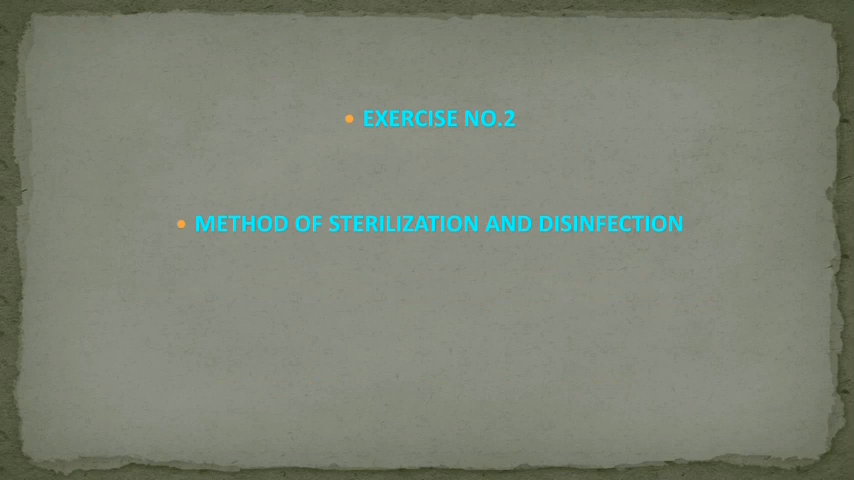 EXERCISE NO.2
METHOD OF STERILIZATION AND DISINFECTION